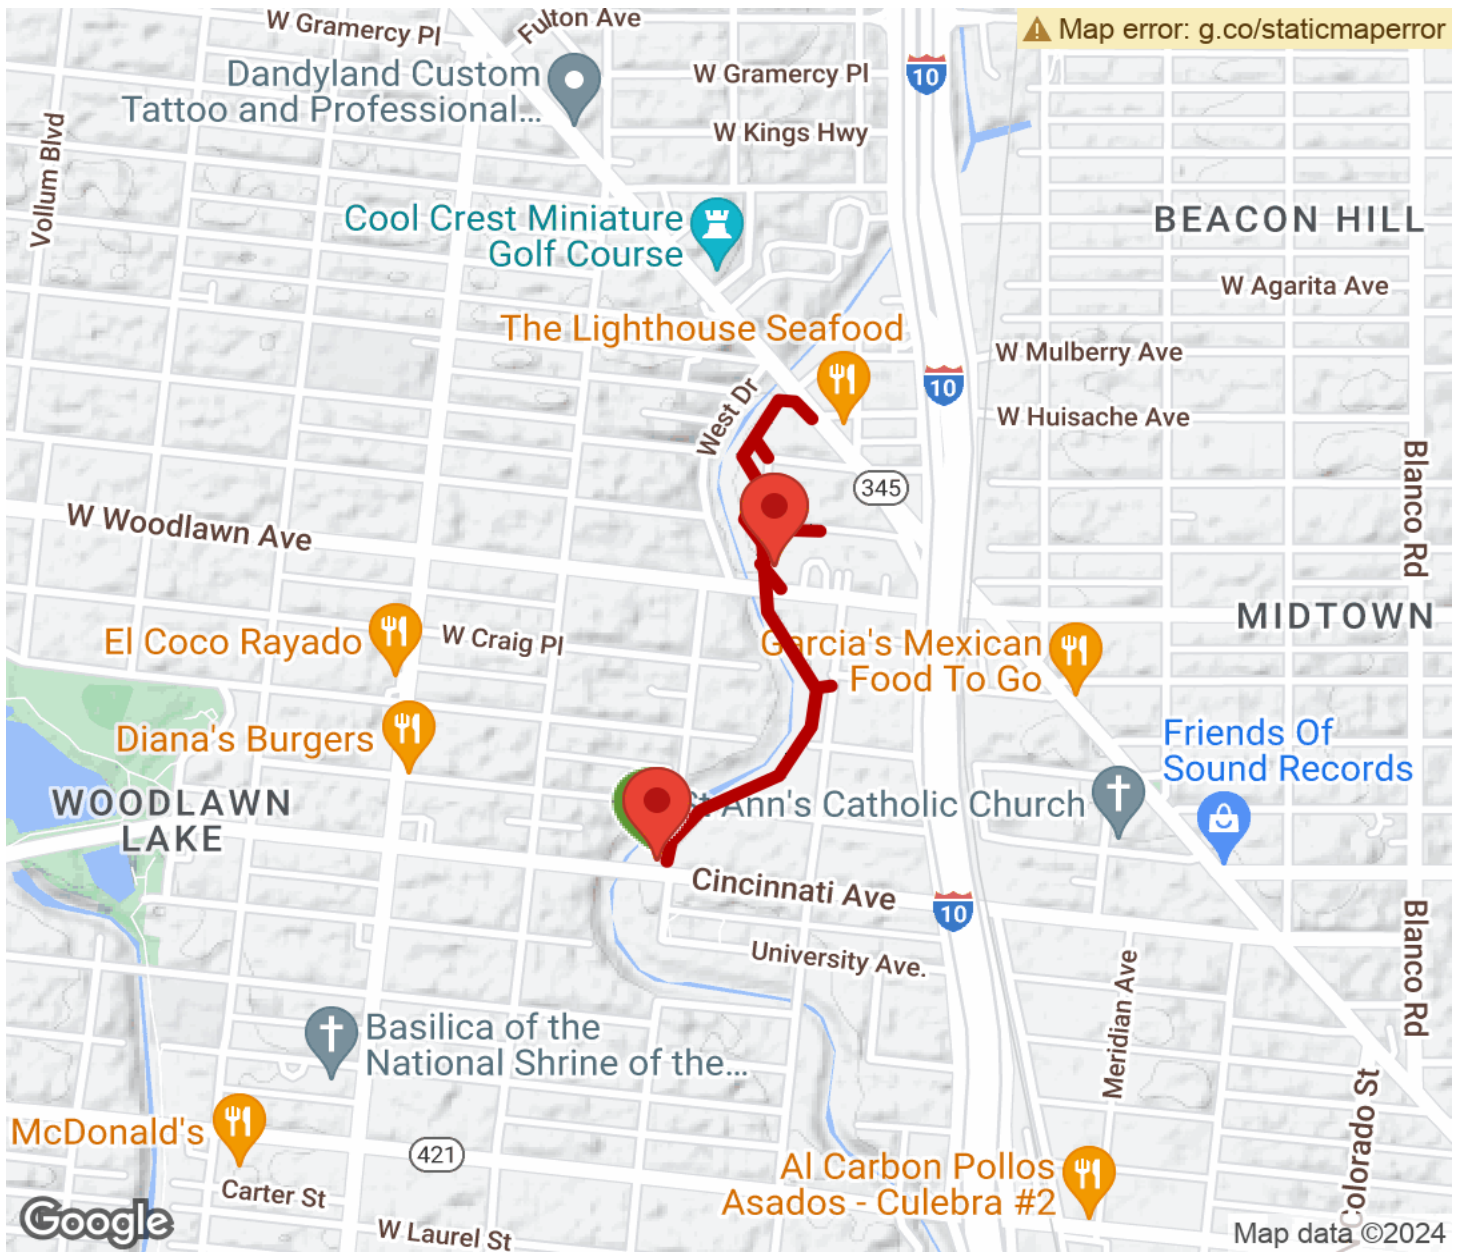 W Gramercy Pl
Fulton Ave
Map error: g.co/staticmaperror
Dandyland Custom
Tattoo and Professional...
W Gramercy Pl
10
W Kings Hwy
Vollum Blvd
Cool Crest Miniature
Golf Course
BEACON HILL
W Agarita Ave
The Lighthouse Seafood
W Mulberry Ave
10
West Dr
W Huisache Ave
345
Blanco Rd
W Woodlawn Ave
El Coco Rayado
W Craig Pl
MIDTOWN
Garcia's Mexican
Food To Go
Diana's Burgers
Friends Of
Sound Records
WOODLAWN
LAKE
Ann's Catholic Church
Cincinnati Ave
10
Blanco Rd
University Ave.
Meridian Ave
Basilica of the
National Shrine of the...
McDonald's
421
Colorado St
Al Carbon Pollos
Asados - Culebra #2
Carter St
W Laurel St
Google
Map data ©2024